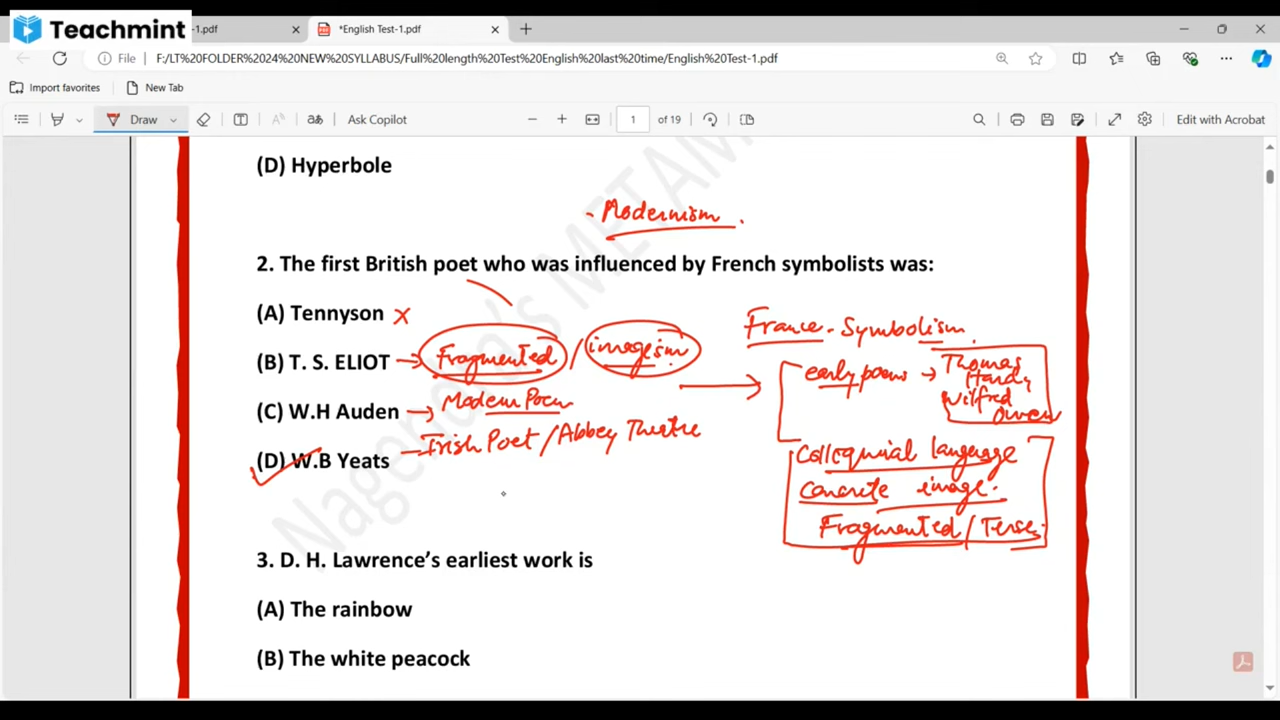 Teachmint
-1.pdf
*English Test-1.pdf
File
F:/LT%20FOLDER%202024%20NEW%20SYLLABUS/Full%20length%20Test%20English%20last%20time/English%20Test-1.pdf
Import favorites
New Tab
Draw
Ask Copilot
1
of 19
Edit with Acrobat
(D) Hyperbole
- Modernism .
2. The first British poet who was influenced by French symbolists was:
(A) Tennyson x
France - Symbolism
(B) T. S. ELIOT → Fragmented / imagism
early poems → Thomas Hardy
Wilfred Owen
(C) W.H Auden → Modern Poem
(D) W.B Yeats — Irish Poet / Abbey Theatre
Colloquial language
Concrete image.
Fragmented / Terse
Nagendra's META
3. D. H. Lawrence's earliest work is
(A) The rainbow
(B) The white peacock